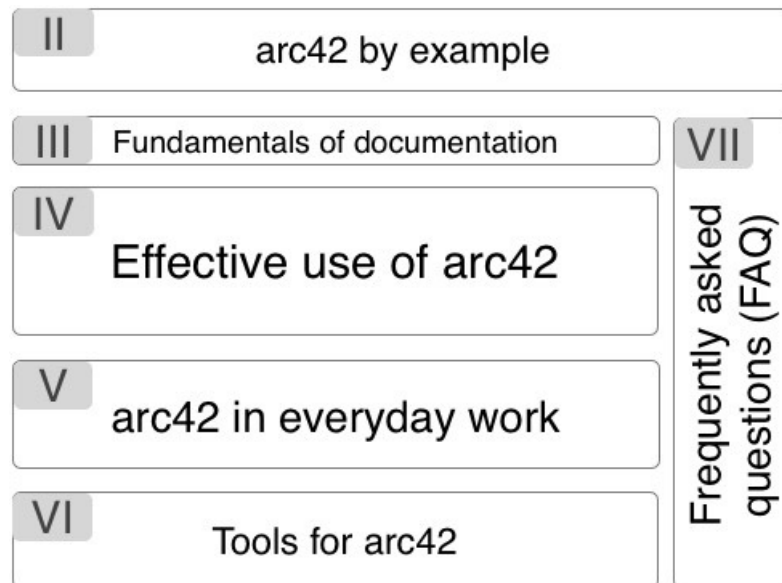 II
arc42 by example
III
Fundamentals of documentation
IV
Effective use of arc42
V
arc42 in everyday work
VI
Tools for arc42
VII
Frequently asked
questions (FAQ)